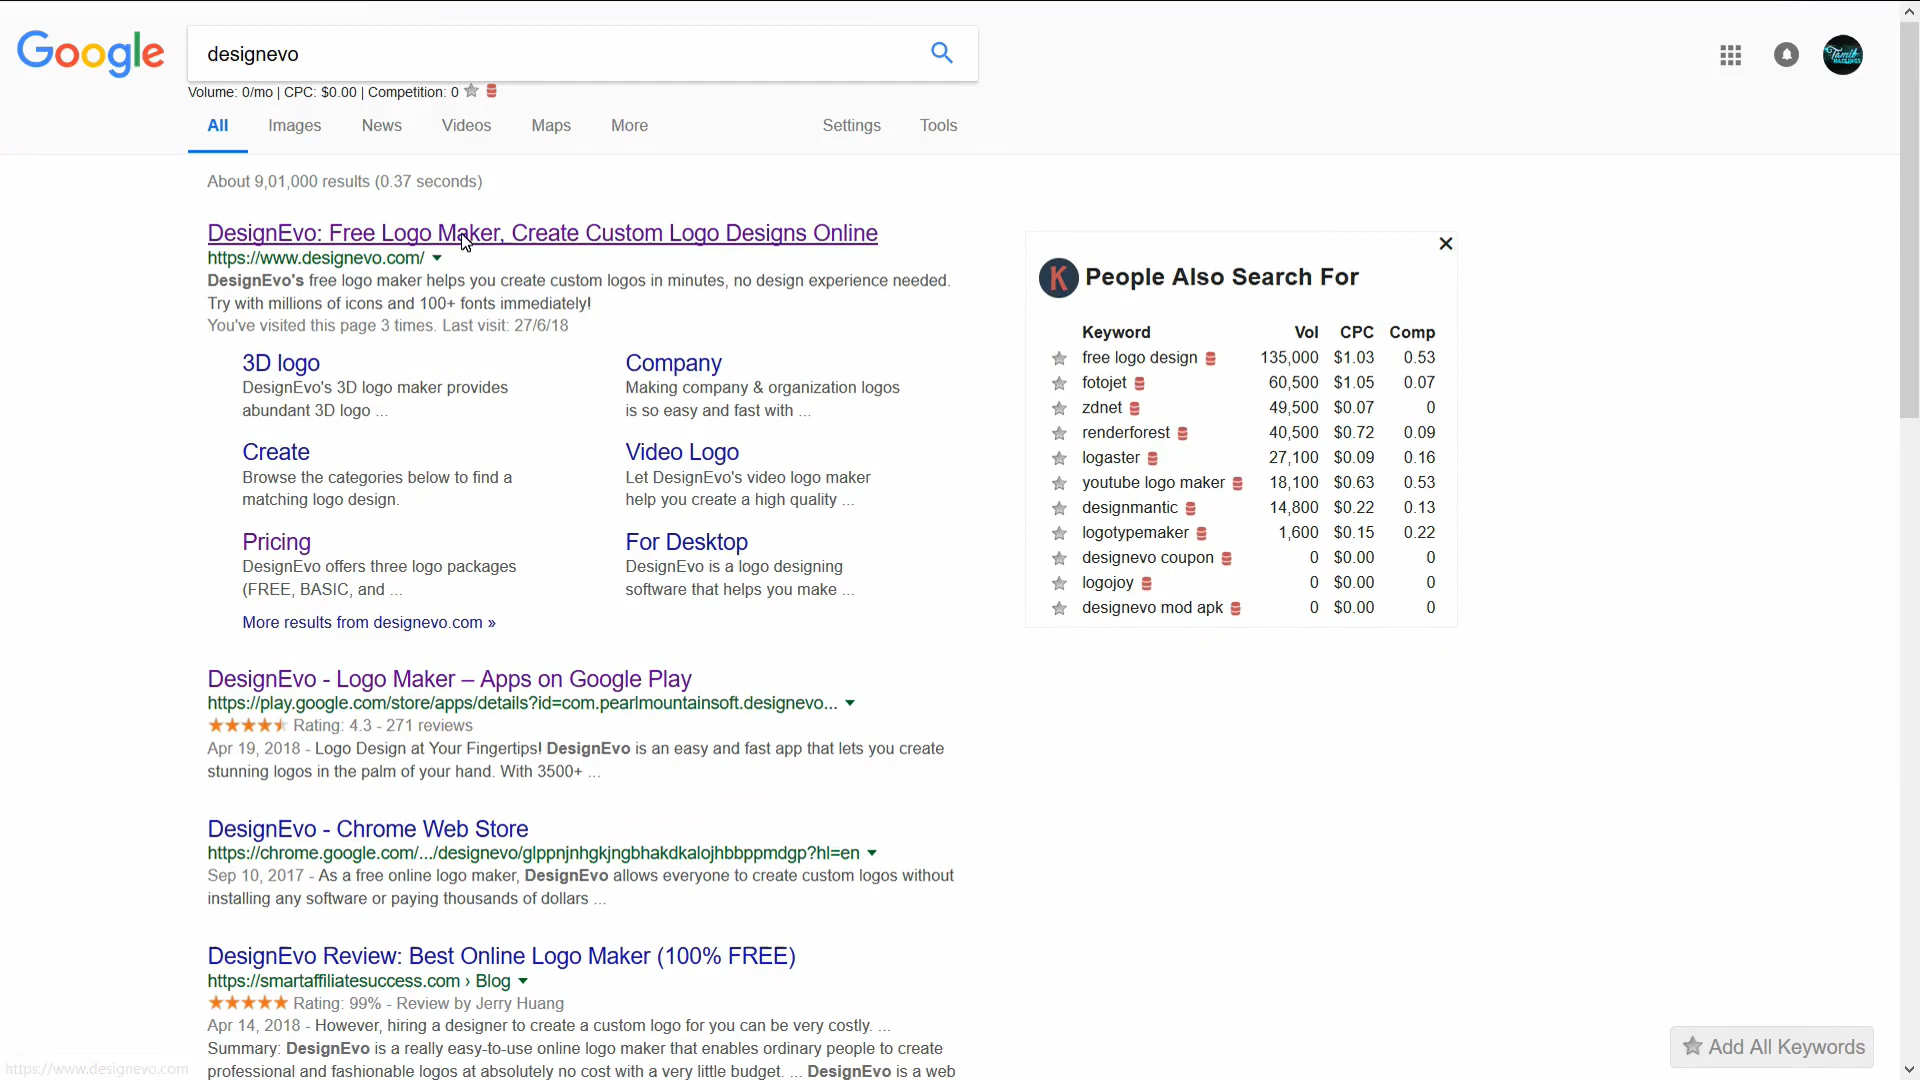 Google
designevo
Volume: 0/mo | CPC: $0.00 | Competition: 0
All Images News Videos Maps More Settings Tools
About 9,01,000 results (0.37 seconds)
DesignEvo: Free Logo Maker, Create Custom Logo Designs Online
https://www.designevo.com/
DesignEvo's free logo maker helps you create custom logos in minutes, no design experience needed.
Try with millions of icons and 100+ fonts immediately!
You've visited this page 3 times. Last visit: 27/6/18
3D logo
DesignEvo's 3D logo maker provides
abundant 3D logo ...
Company
Making company & organization logos
is so easy and fast with ...
Create
Browse the categories below to find a
matching logo design.
Video Logo
Let DesignEvo's video logo maker
help you create a high quality ...
Pricing
DesignEvo offers three logo packages
(FREE, BASIC, and ...
For Desktop
DesignEvo is a logo designing
software that helps you make ...
More results from designevo.com »
DesignEvo - Logo Maker – Apps on Google Play
https://play.google.com/store/apps/details?id=com.pearlmountainsoft.designevo...
Rating: 4.3 - 271 reviews
Apr 19, 2018 - Logo Design at Your Fingertips! DesignEvo is an easy and fast app that lets you create
stunning logos in the palm of your hand. With 3500+ ...
DesignEvo - Chrome Web Store
https://chrome.google.com/.../designevo/glppnjnhgkjngbhakdkalojhbbppmdgp?hl=en
Sep 10, 2017 - As a free online logo maker, DesignEvo allows everyone to create custom logos without
installing any software or paying thousands of dollars ...
DesignEvo Review: Best Online Logo Maker (100% FREE)
https://smartaffiliatesuccess.com › Blog
Rating: 99% - Review by Jerry Huang
Apr 14, 2018 - However, hiring a designer to create a custom logo for you can be very costly. ...
Summary: DesignEvo is a really easy-to-use online logo maker that enables ordinary people to create
professional and fashionable logos at absolutely no cost with a very little budget. ... DesignEvo is a web
https://www.designevo.com
K People Also Search For
Keyword Vol CPC Comp
free logo design 135,000 $1.03 0.53
fotojet 60,500 $1.05 0.07
zdnet 49,500 $0.07 0
renderforest 40,500 $0.72 0.09
logaster 27,100 $0.09 0.16
youtube logo maker 18,100 $0.63 0.53
designmantic 14,800 $0.22 0.13
logotypemaker 1,600 $0.15 0.22
designevo coupon 0 $0.00 0
logojoy 0 $0.00 0
designevo mod apk 0 $0.00 0
Add All Keywords